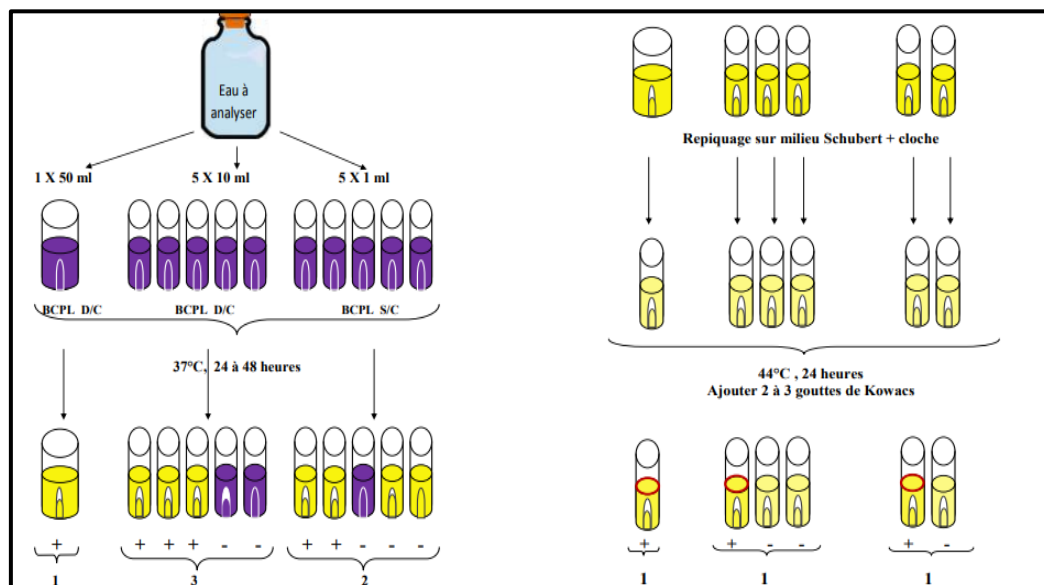 Eau à
analyser
1 X 50 ml
5 X 10 ml
5 X 1 ml
BCPL D/C
BCPL D/C
BCPL S/C
37°C, 24 à 48 heures
+
+ + + - -
+ + - - -
1
3
2
Repiquage sur milieu Schubert + cloche
44°C , 24 heures
Ajouter 2 à 3 gouttes de Kowacs
+
+ - -
+ -
1
1
1